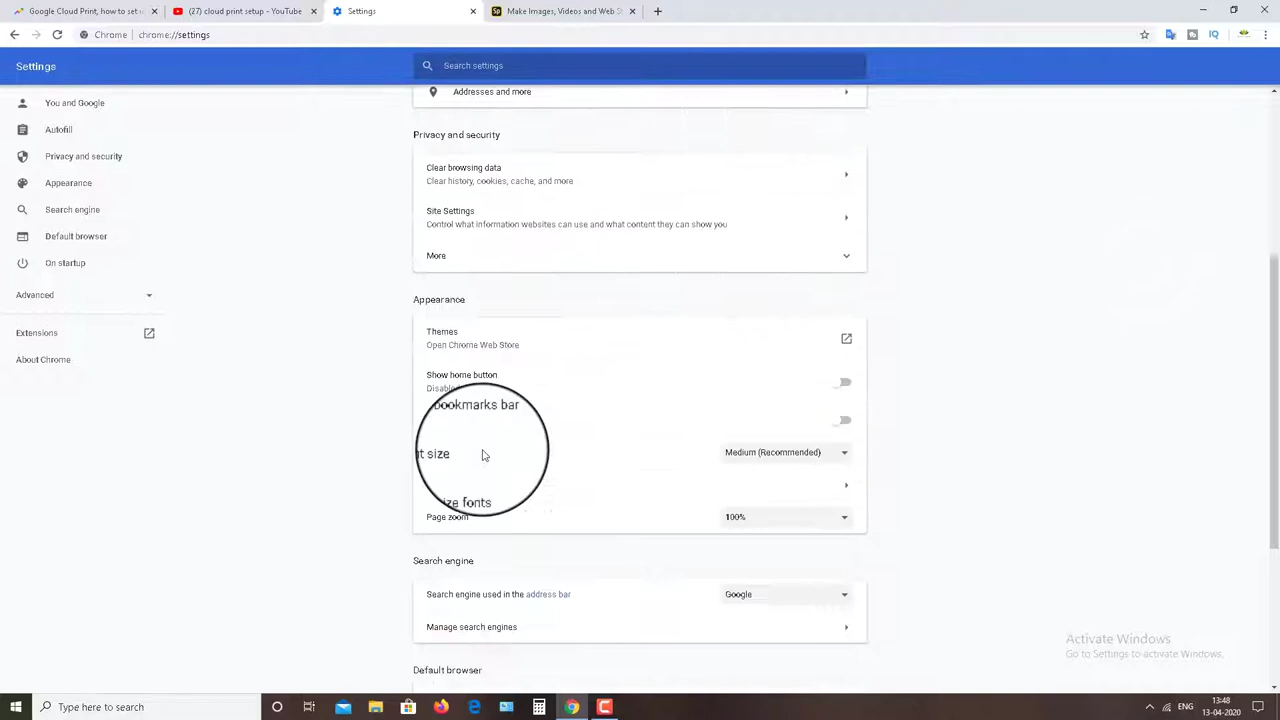 Google Cloud Print, how to set u
(27) cloud print setup - YouTube
Settings
Make Images, Videos and Web St
Chrome | chrome://settings
Settings
Search settings
You and Google
Autofill
Privacy and security
Appearance
Search engine
Default browser
On startup
Advanced
Extensions
About Chrome
Addresses and more
Privacy and security
Clear browsing data
Clear history, cookies, cache, and more
Site Settings
Control what information websites can use and what content they can show you
More
Appearance
Themes
Open Chrome Web Store
Show home button
Disabled
bookmarks bar
t size
Medium (Recommended)
ize fonts
Page zoom
100%
Search engine
Search engine used in the address bar
Google
Manage search engines
Default browser
Activate Windows
Go to Settings to activate Windows.
Type here to search
ENG
13:48
13-04-2020